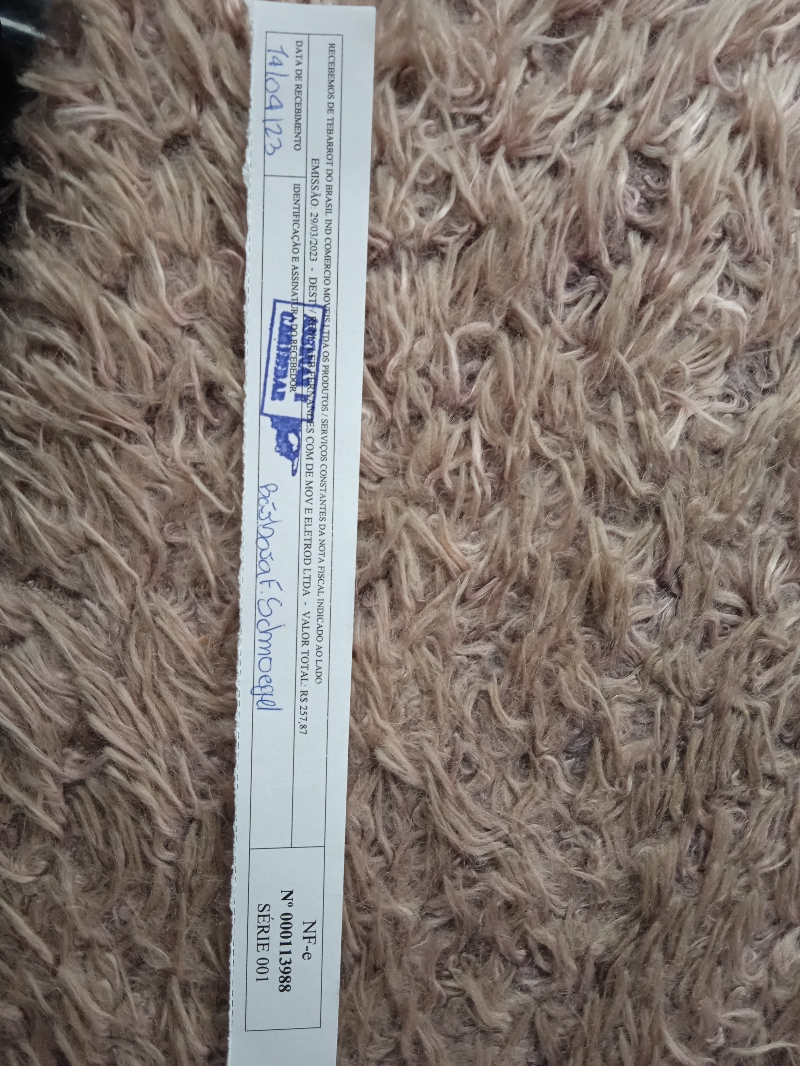 RECEBEMOS DE TEBARROT DO BRASIL IND COMERCIO MOVEIS LTDA OS PRODUTOS / SERVIÇOS CONSTANTES DA NOTA FISCAL INDICADO AO LADO
EMISSÃO: 29/03/2023 - DEST. / FERNANDES COM DE MOV E ELETROD LTDA - VALOR TOTAL: R$ 257,87
DATA DE RECEBIMENTO
14/04/23
IDENTIFICAÇÃO E ASSINATURA DO RECEBEDOR
F. Schmoegel
NF-e
Nº 000113988
SÉRIE 001